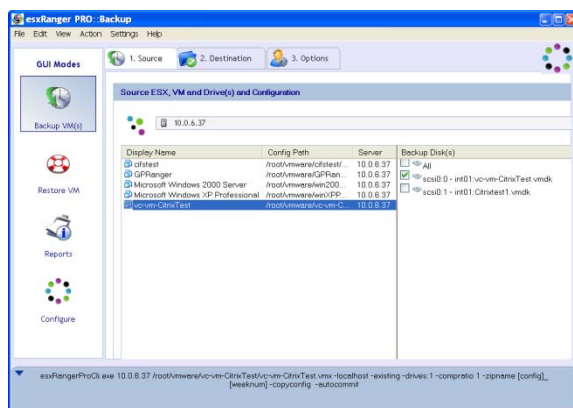 esxRanger PRO::Backup
File Edit View Action Settings Help
GUI Modes
Backup VM(s)
Restore VM
Reports
Configure
1. Source
2. Destination
3. Options
Source ESX, VM and Drive(s) and Configuration
10.0.6.37
Display Name Config Path Server Backup Disk(s)
cifstest /root/vmware/cifstest/... 10.0.6.37
GPRanger /root/vmware/GPRan... 10.0.6.37
Microsoft Windows 2000 Server /root/vmware/win200... 10.0.6.37
Microsoft Windows XP Professional /root/vmware/winXPP... 10.0.6.37
vc-vm-CitrixTest /root/vmware/vc-vm-C... 10.0.6.37
All
scsi0:0 - int01:vc-vm-CitrixTest.vmdk
scsi0:1 - int01:Citrixtest1.vmdk
esxRangerProCli.exe 10.0.6.37 /root/vmware/vc-vm-CitrixTest/vc-vm-CitrixTest.vmx -localhost -existing -drives:1 -compratio 1 -zipname [config]_
[weeknum] -copyconfig -autocommit